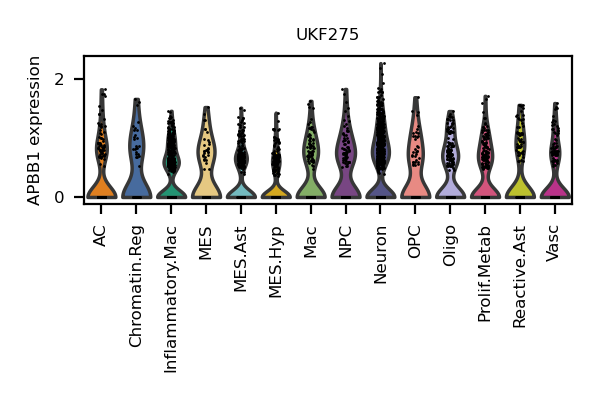 UKF275
APBB1 expression
2
0
AC
Chromatin.Reg
Inflammatory.Mac
MES
MES.Ast
MES.Hyp
Mac
NPC
Neuron
OPC
Oligo
Prolif.Metab
Reactive.Ast
Vasc